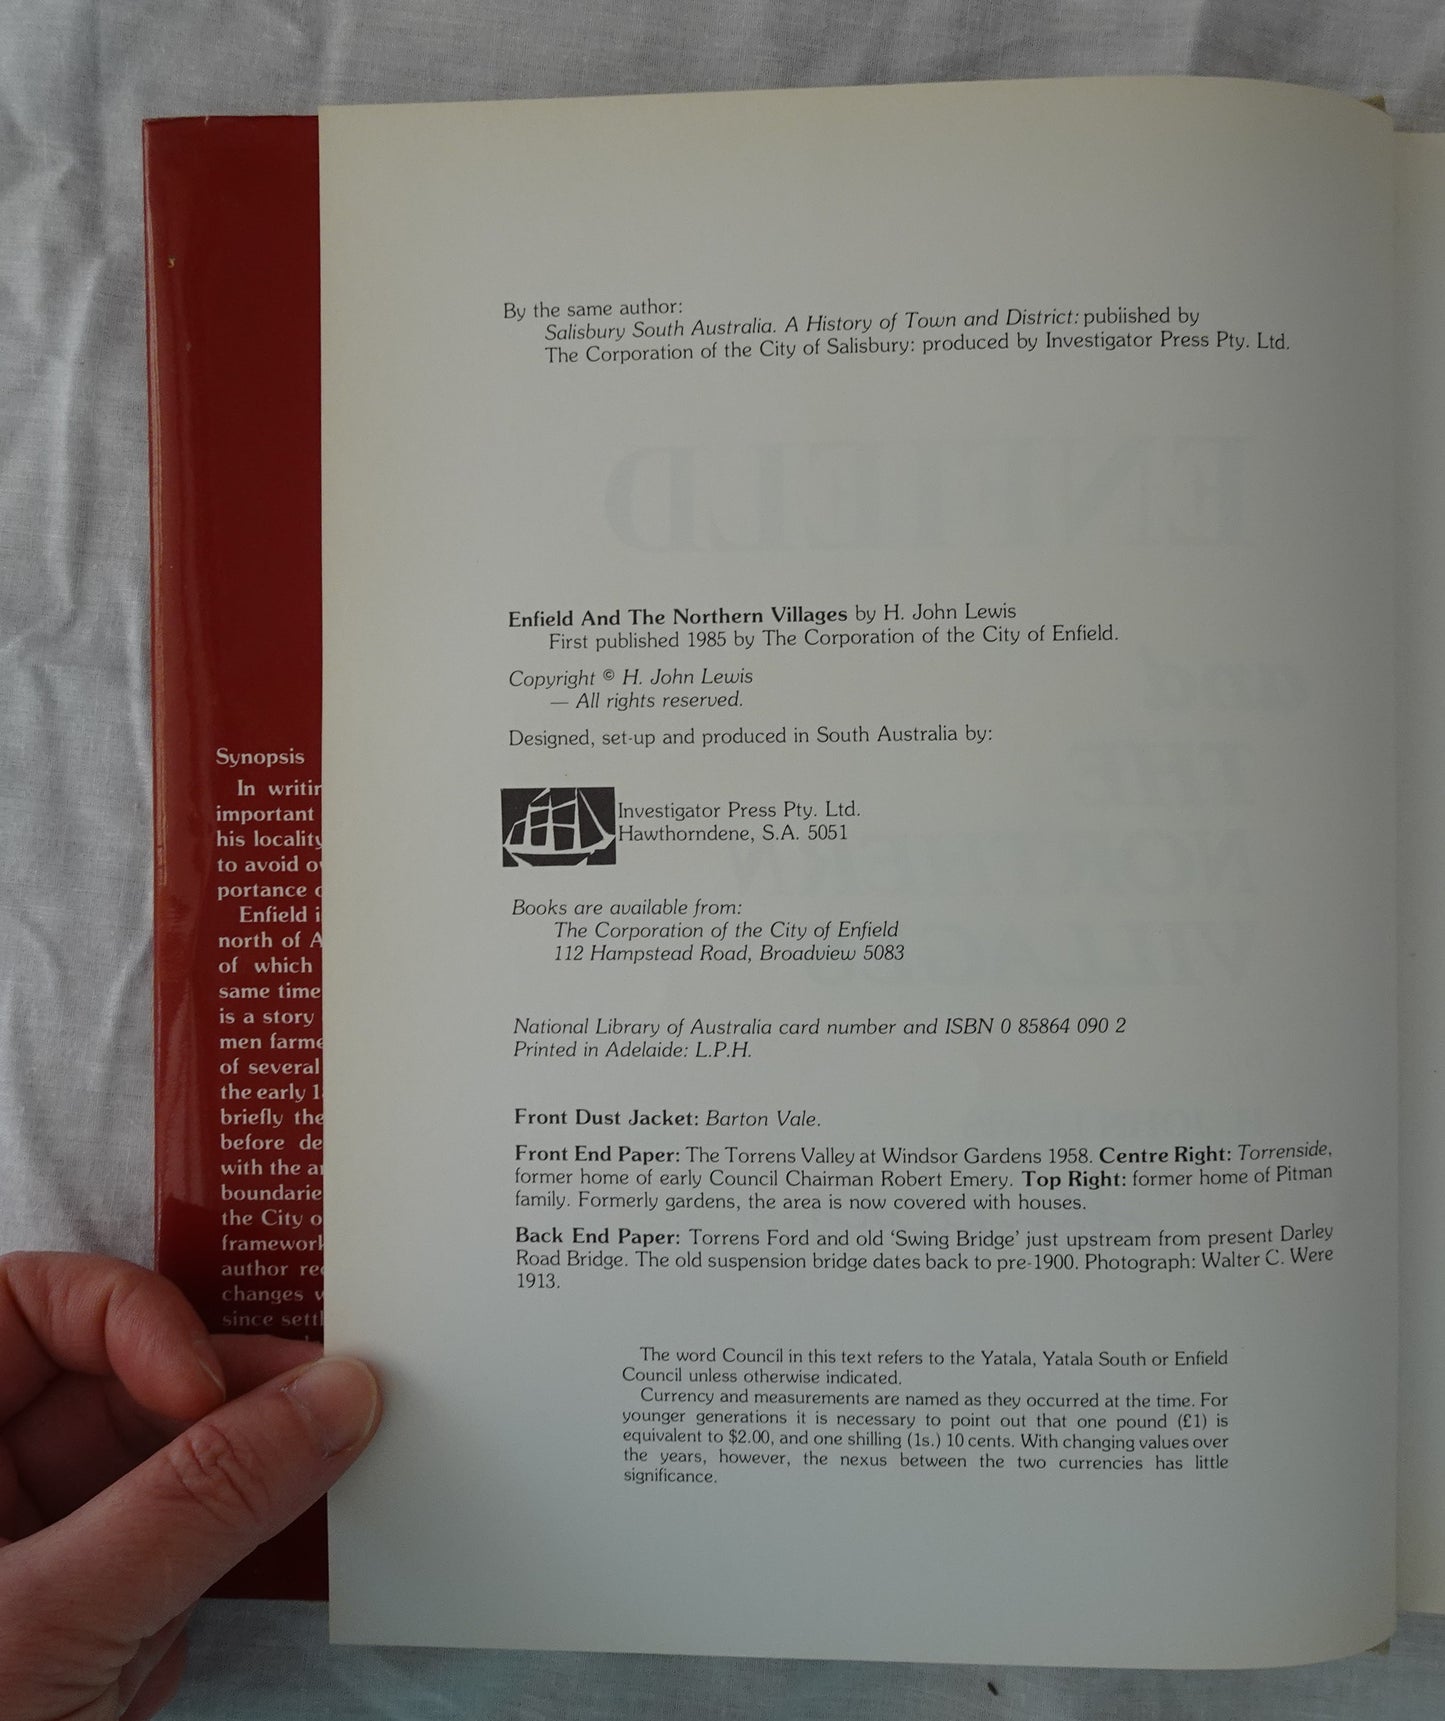 By the same author:
Salisbury South Australia. A History of Town and District: published by
The Corporation of the City of Salisbury: produced by Investigator Press Pty. Ltd.
ENFIELD
Enfield And The Northern Villages by H. John Lewis
First published 1985 by The Corporation of the City of Enfield.
Copyright © H. John Lewis
— All rights reserved.
Designed, set-up and produced in South Australia by:
Investigator Press Pty. Ltd.
Hawthorndene, S.A. 5051
Books are available from:
The Corporation of the City of Enfield
112 Hampstead Road, Broadview 5083
National Library of Australia card number and ISBN 0 85864 090 2
Printed in Adelaide: L.P.H.
Front Dust Jacket: Barton Vale.
Front End Paper: The Torrens Valley at Windsor Gardens 1958. Centre Right: Torrenside,
former home of early Council Chairman Robert Emery. Top Right: former home of Pitman
family. Formerly gardens, the area is now covered with houses.
Back End Paper: Torrens Ford and old ‘Swing Bridge’ just upstream from present Darley
Road Bridge. The old suspension bridge dates back to pre-1900. Photograph: Walter C. Were
1913.
The word Council in this text refers to the Yatala, Yatala South or Enfield
Council unless otherwise indicated.
Currency and measurements are named as they occurred at the time. For
younger generations it is necessary to point out that one pound (£1) is
equivalent to $2.00, and one shilling (1s.) 10 cents. With changing values over
the years, however, the nexus between the two currencies has little
significance.
Synopsis
In writin
important
his locality
to avoid
portance
Enfield
north of A
of which
same time
is a story
men farme
of several
the early 1
briefly the
before de
with the
boundarie
the City o
framework
author rec
changes
since settl